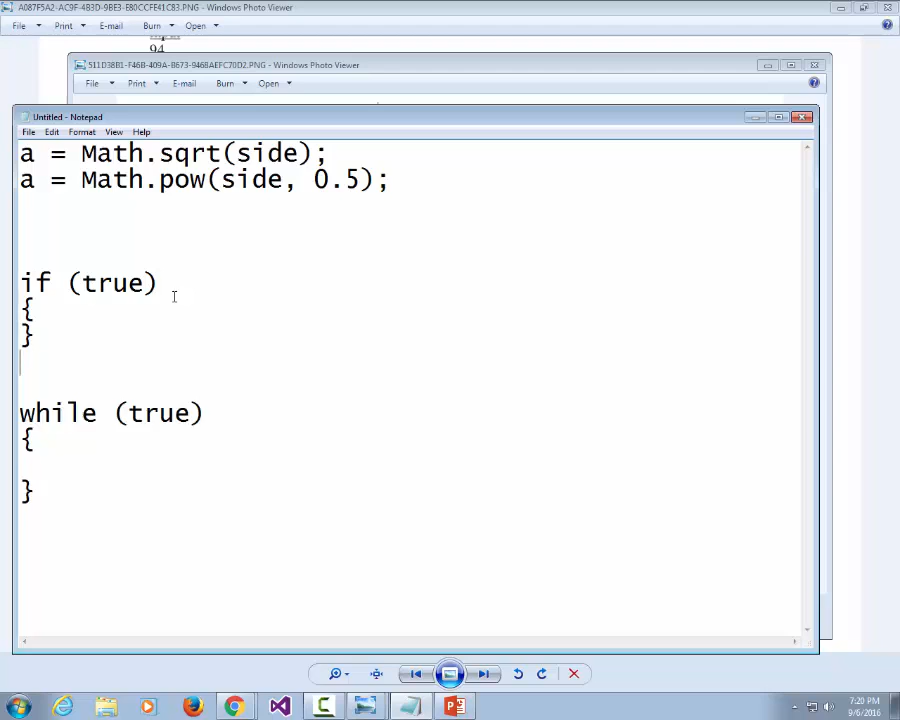 A087F5A2-AC9F-4B3D-9BE3-E80CCFE41C83.PNG - Windows Photo Viewer
File Print E-mail Burn Open
94
511D38B1-F46B-409A-B673-9468AEFC70D2.PNG - Windows Photo Viewer
File Print E-mail Burn Open
Untitled - Notepad
File Edit Format View Help
a = Math.sqrt(side);
a = Math.pow(side, 0.5);
if (true)
{
}
while (true)
{
}
7:20 PM
9/6/2016